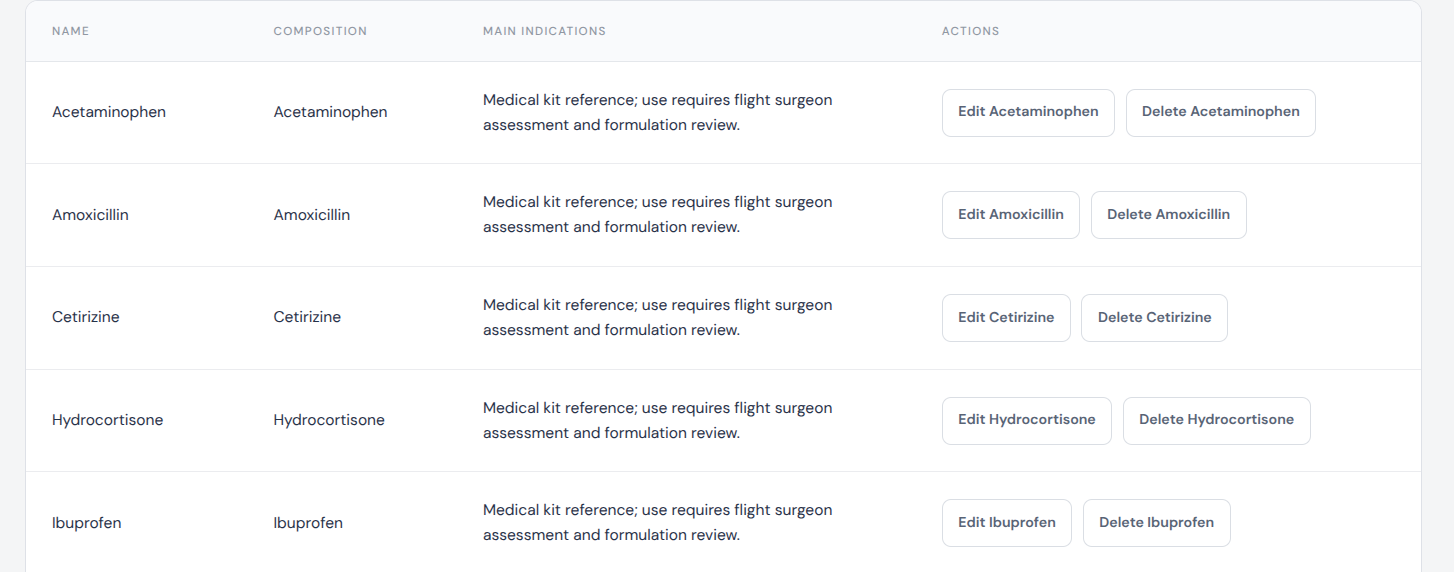 NAME COMPOSITION MAIN INDICATIONS ACTIONS
Acetaminophen Acetaminophen Medical kit reference; use requires flight surgeon assessment and formulation review. Edit Acetaminophen Delete Acetaminophen
Amoxicillin Amoxicillin Medical kit reference; use requires flight surgeon assessment and formulation review. Edit Amoxicillin Delete Amoxicillin
Cetirizine Cetirizine Medical kit reference; use requires flight surgeon assessment and formulation review. Edit Cetirizine Delete Cetirizine
Hydrocortisone Hydrocortisone Medical kit reference; use requires flight surgeon assessment and formulation review. Edit Hydrocortisone Delete Hydrocortisone
Ibuprofen Ibuprofen Medical kit reference; use requires flight surgeon assessment and formulation review. Edit Ibuprofen Delete Ibuprofen